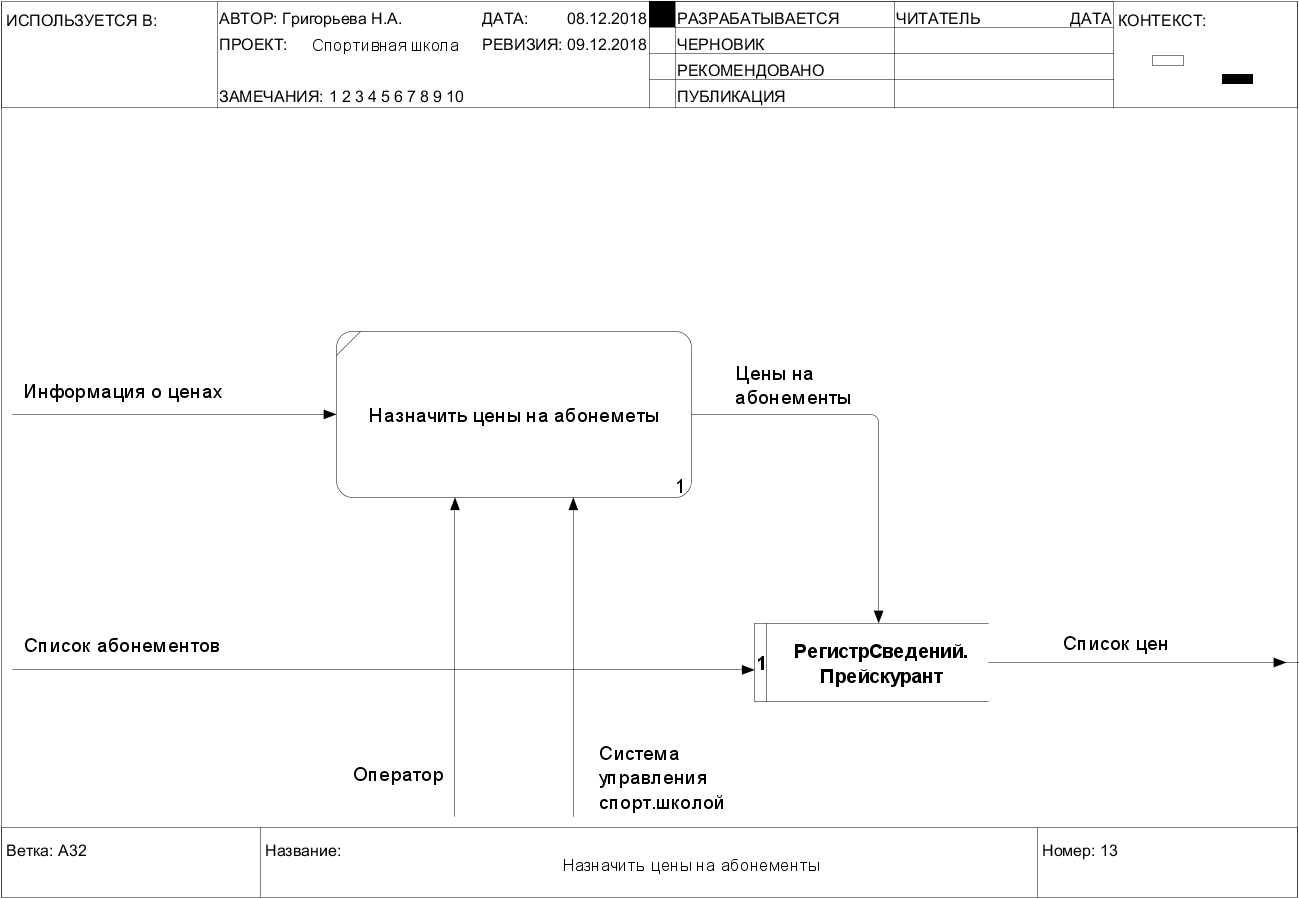 ИСПОЛЬЗУЕТСЯ В:
АВТОР: Григорьева Н.А.
ДАТА: 08.12.2018
ПРОЕКТ: Спортивная школа
РЕВИЗИЯ: 09.12.2018
ЗАМЕЧАНИЯ: 1 2 3 4 5 6 7 8 9 10
РАЗРАБАТЫВАЕТСЯ
ЧЕРНОВИК
РЕКОМЕНДОВАНО
ПУБЛИКАЦИЯ
ЧИТАТЕЛЬ ДАТА
КОНТЕКСТ:
Информация о ценах
Назначить цены на абонеметы
1
Цены на
абонементы
Список абонементов
1
РегистрСведений.
Прейскурант
Список цен
Оператор
Система
управления
спорт.школой
Ветка: A32
Название:
Назначить цены на абонементы
Номер: 13